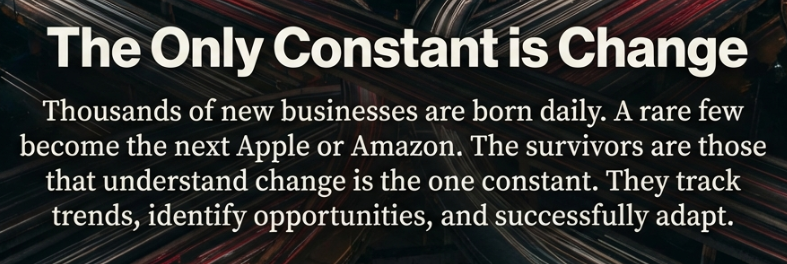 The Only Constant is Change
Thousands of new businesses are born daily. A rare few
become the next Apple or Amazon. The survivors are those
that understand change is the one constant. They track
trends, identify opportunities, and successfully adapt.